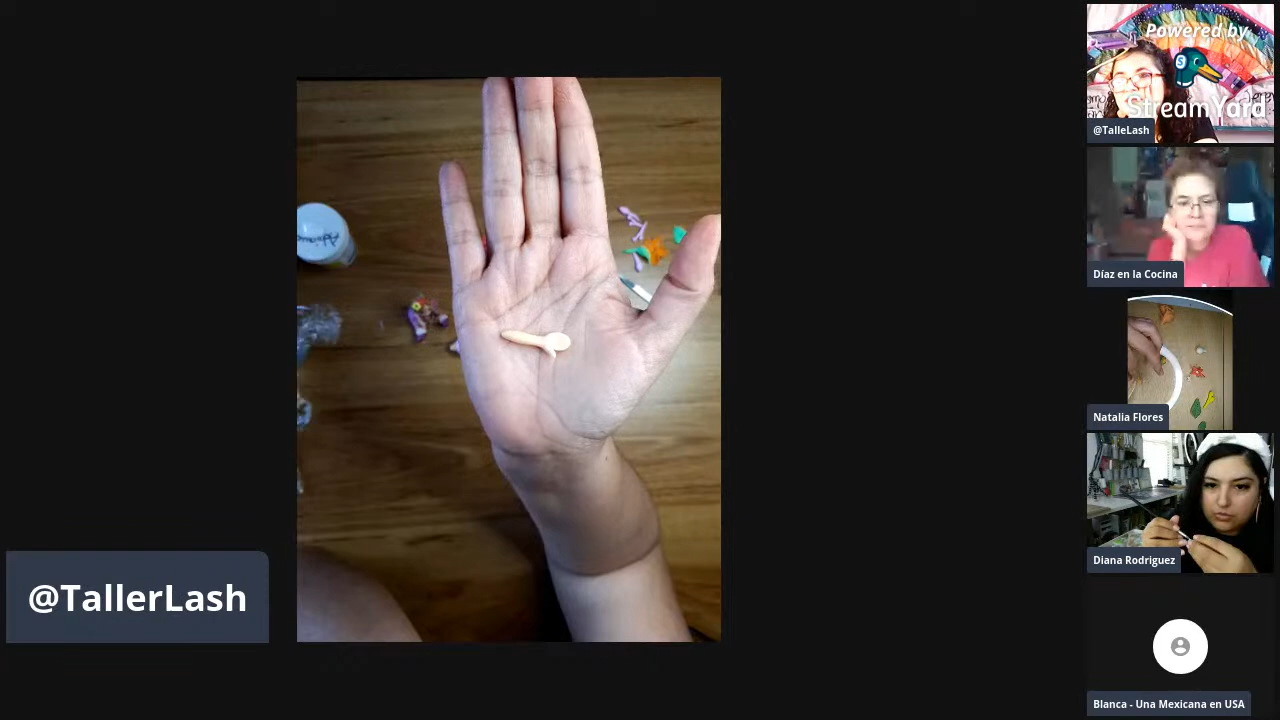 @TallerLash
Powered by
StreamYard
@TalleLash
Díaz en la Cocina
Natalia Flores
Diana Rodriguez
Blanca - Una Mexicana en USA